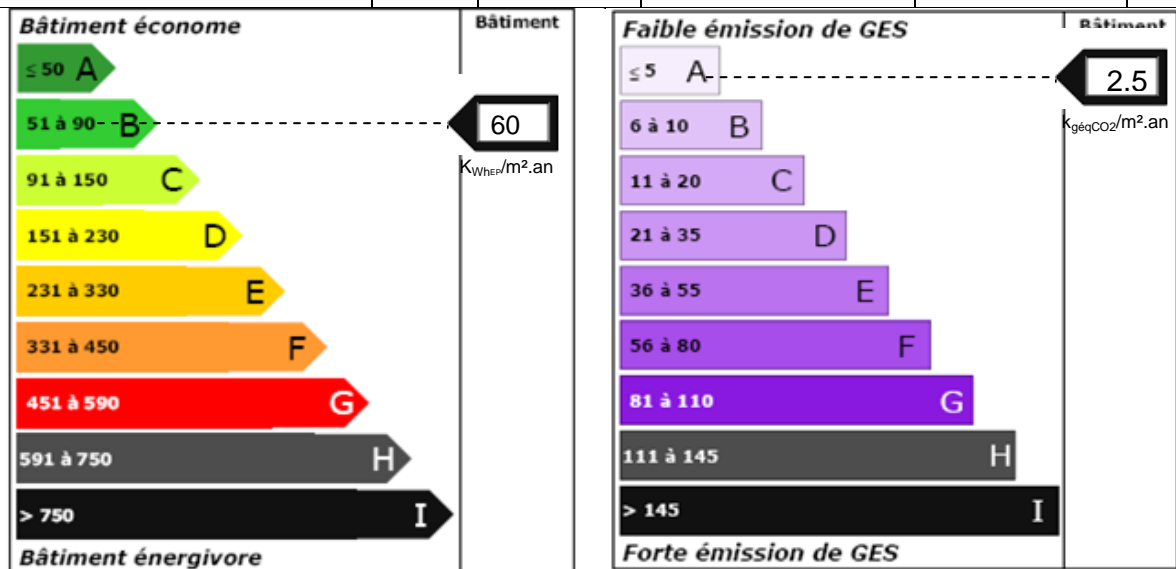 Bâtiment économe
Bâtiment
≤ 50 A
51 à 90 B
60
KWhEP/m².an
91 à 150 C
151 à 230 D
231 à 330 E
331 à 450 F
451 à 590 G
591 à 750 H
> 750 I
Bâtiment énergivore
Faible émission de GES
Bâtiment
≤ 5 A
2.5
kgéqCO2/m².an
6 à 10 B
11 à 20 C
21 à 35 D
36 à 55 E
56 à 80 F
81 à 110 G
111 à 145 H
> 145 I
Forte émission de GES